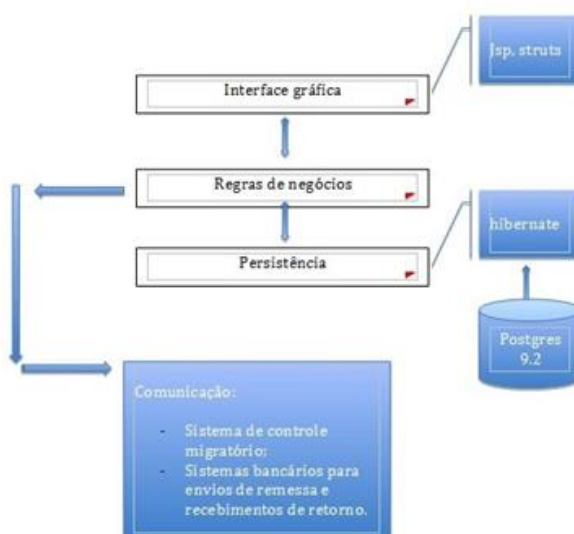 Jsp, struts
Interface gráfica
Regras de negócios
hibernate
Persistência
Postgres
9.2
Comunicação:
- Sistema de controle
migratório;
- Sistemas bancários para
envios de remessa e
recebimentos de retorno.